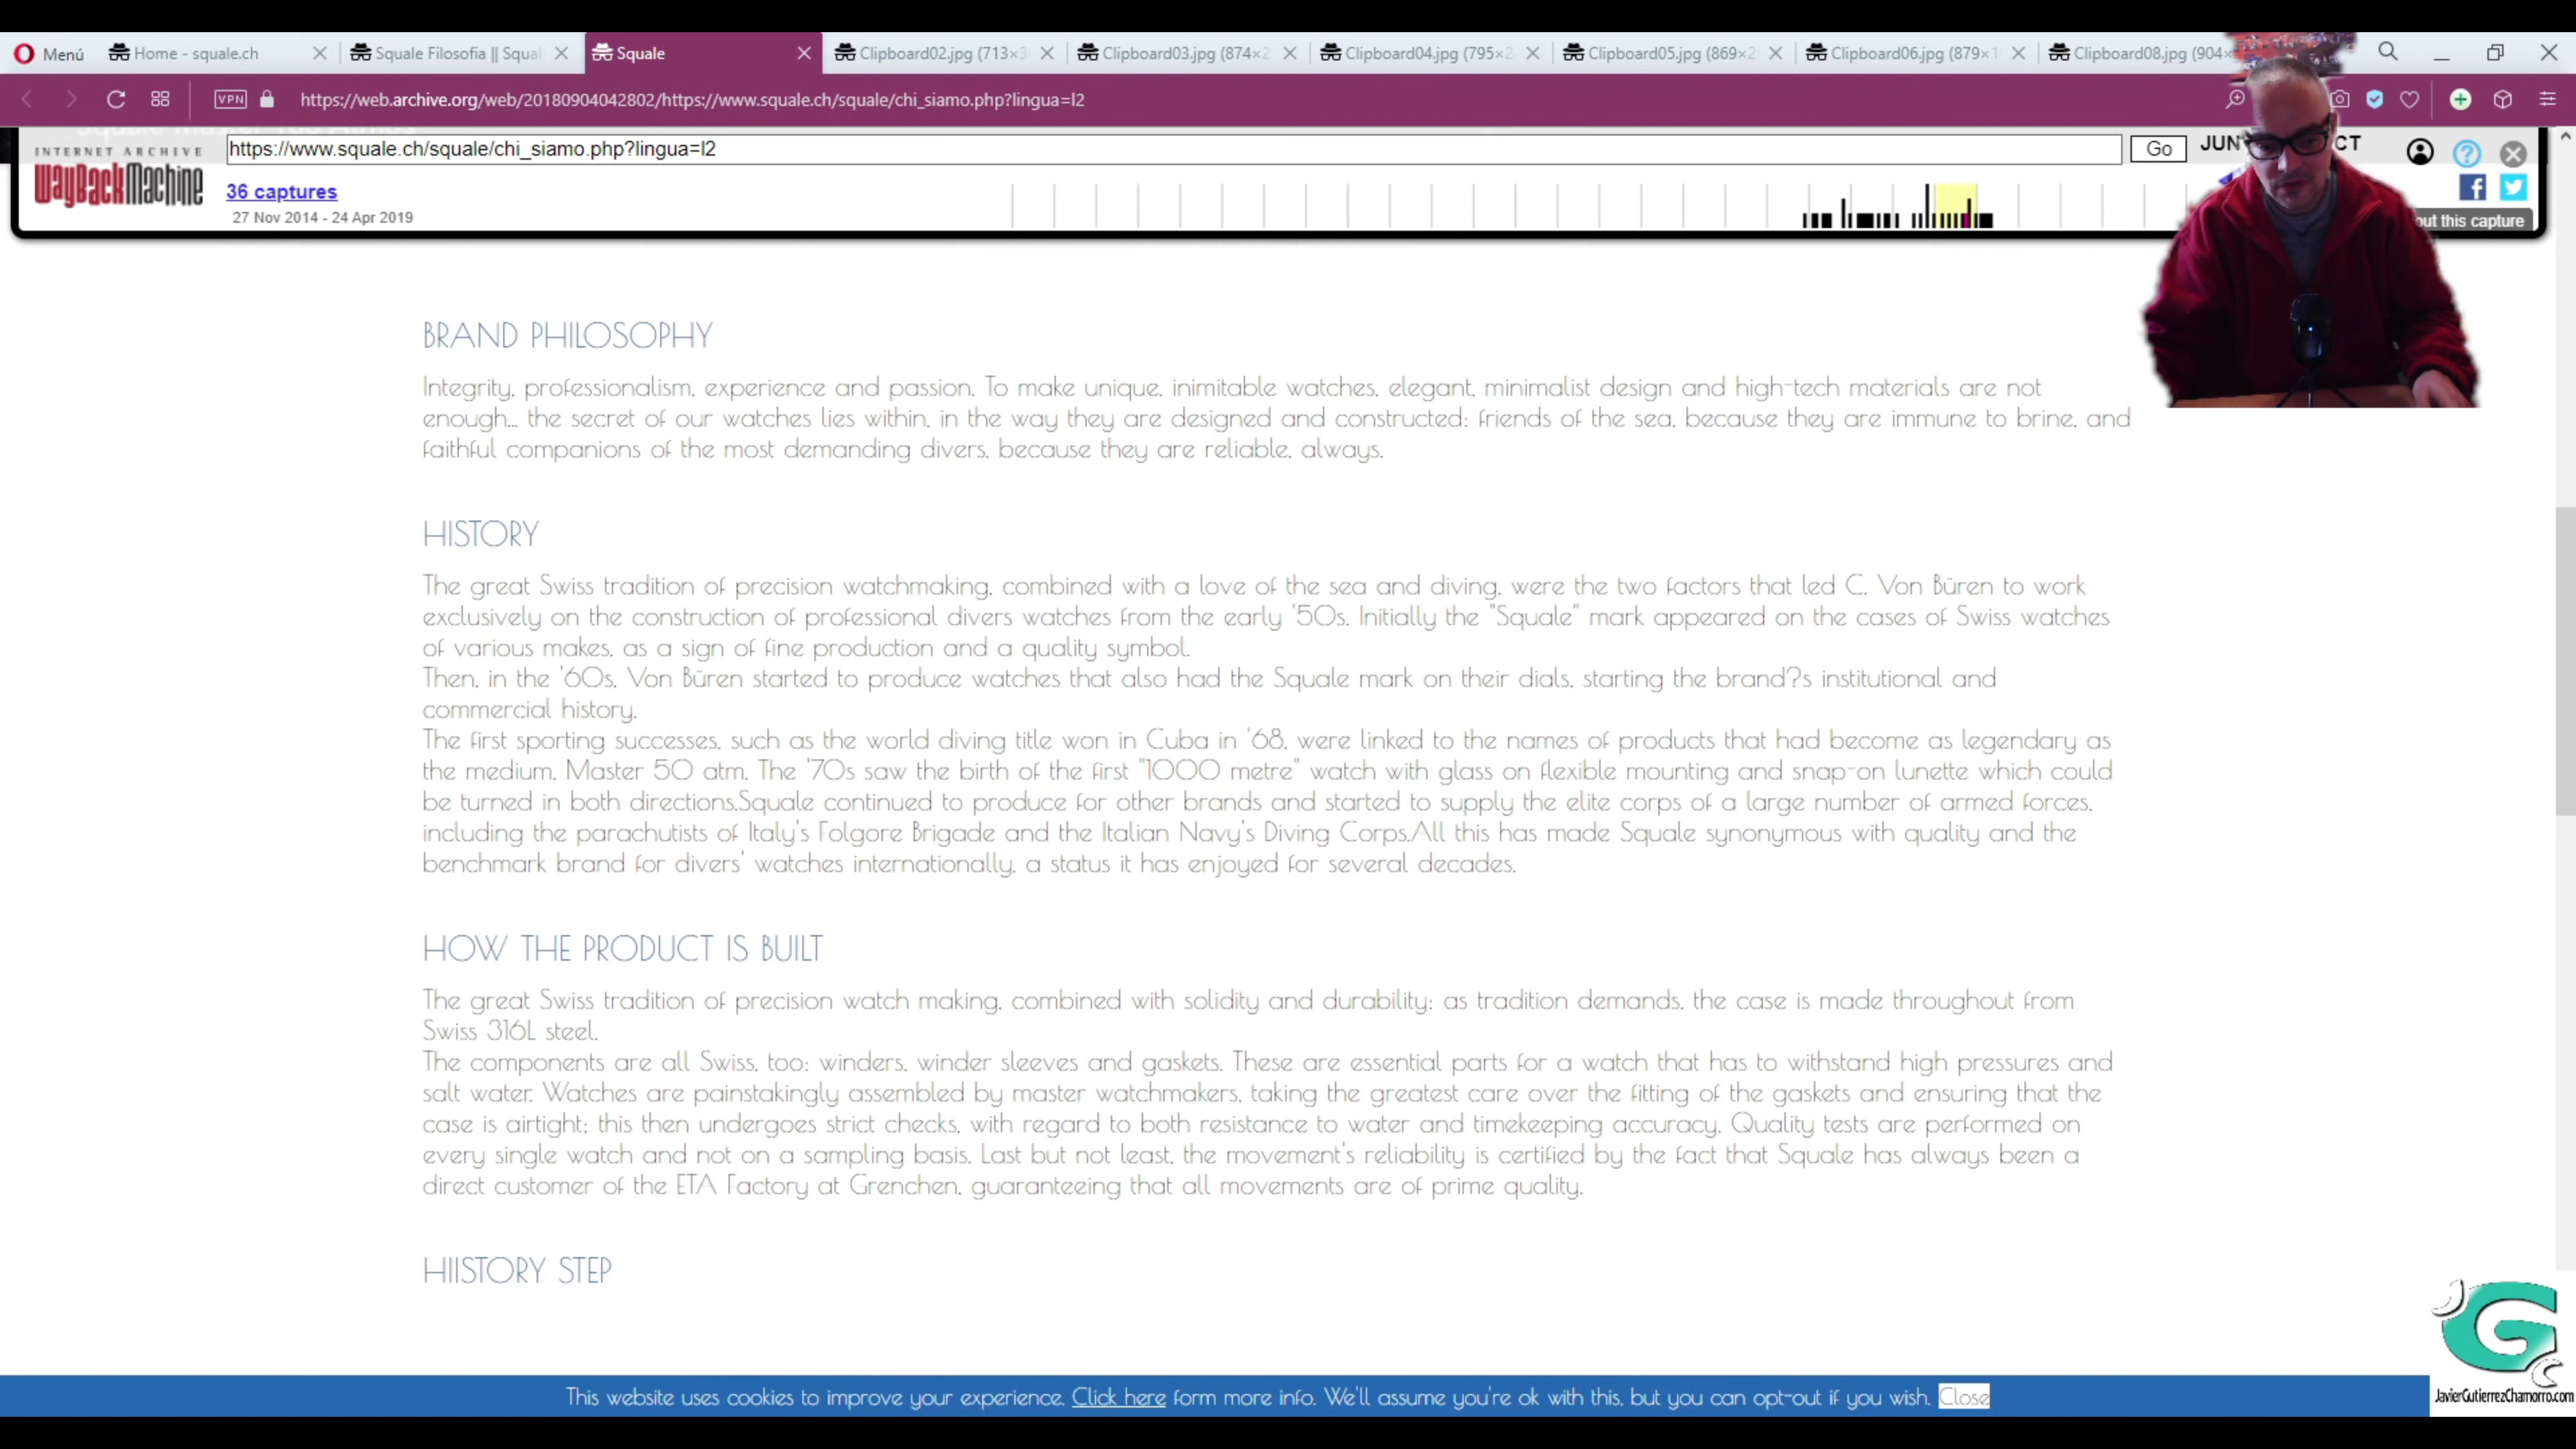 Menú
Home - squale.ch
Squale Filosofia || Squal
Squale
Clipboard02.jpg (713×3
Clipboard03.jpg (874×2
Clipboard04.jpg (795×2
Clipboard05.jpg (869×2
Clipboard06.jpg (879×1
Clipboard08.jpg (904×
VPN
https://web.archive.org/web/20180904042802/https://www.squale.ch/squale/chi_siamo.php?lingua=l2
INTERNET ARCHIVE
WayBackMachine
https://www.squale.ch/squale/chi_siamo.php?lingua=l2
Go
JUN
CT
36 captures
27 Nov 2014 - 24 Apr 2019
out this capture
BRAND PHILOSOPHY
Integrity, professionalism, experience and passion. To make unique, inimitable watches, elegant, minimalist design and high-tech materials are not
enough... the secret of our watches lies within, in the way they are designed and constructed: friends of the sea, because they are immune to brine, and
faithful companions of the most demanding divers, because they are reliable, always.
HISTORY
The great Swiss tradition of precision watchmaking, combined with a love of the sea and diving, were the two factors that led C. Von Büren to work
exclusively on the construction of professional divers watches from the early '50s. Initially the "Squale" mark appeared on the cases of Swiss watches
of various makes, as a sign of fine production and a quality symbol.
Then, in the '60s, Von Büren started to produce watches that also had the Squale mark on their dials, starting the brand?s institutional and
commercial history.
The first sporting successes, such as the world diving title won in Cuba in '68, were linked to the names of products that had become as legendary as
the medium, Master 50 atm. The '70s saw the birth of the first "1000 metre" watch with glass on flexible mounting and snap-on lunette which could
be turned in both directions.Squale continued to produce for other brands and started to supply the elite corps of a large number of armed forces,
including the parachutists of Italy's Folgore Brigade and the Italian Navy's Diving Corps.All this has made Squale synonymous with quality and the
benchmark brand for divers' watches internationally, a status it has enjoyed for several decades.
HOW THE PRODUCT IS BUILT
The great Swiss tradition of precision watch making, combined with solidity and durability: as tradition demands, the case is made throughout from
Swiss 316L steel.
The components are all Swiss, too: winders, winder sleeves and gaskets. These are essential parts for a watch that has to withstand high pressures and
salt water. Watches are painstakingly assembled by master watchmakers, taking the greatest care over the fitting of the gaskets and ensuring that the
case is airtight; this then undergoes strict checks, with regard to both resistance to water and timekeeping accuracy. Quality tests are performed on
every single watch and not on a sampling basis. Last but not least, the movement's reliability is certified by the fact that Squale has always been a
direct customer of the ETA Factory at Grenchen, guaranteeing that all movements are of prime quality.
HIISTORY STEP
This website uses cookies to improve your experience. Click here form more info. We'll assume you're ok with this, but you can opt-out if you wish. Close
JavierGutierrezChamorro.com